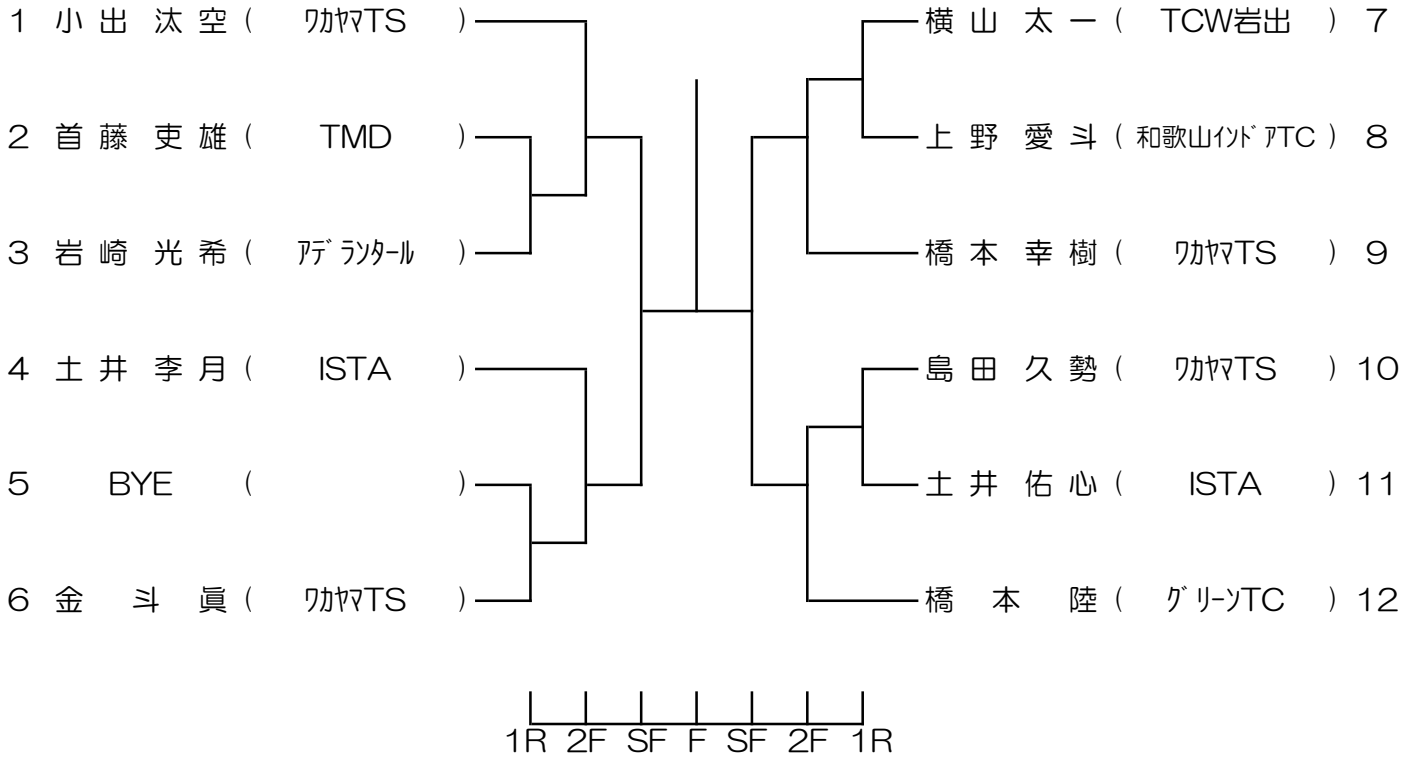 1 小出 汰空 ( ﾜｶﾔﾏTS ) 横山 太一 ( TCW岩出 ) 7
2 首藤 吏雄 ( TMD ) 上野 愛斗 ( 和歌山ｲﾝﾄﾞｱTC ) 8
3 岩崎 光希 ( ｱﾃﾞﾗﾝﾀｰﾙ ) 橋本 幸樹 ( ﾜｶﾔﾏTS ) 9
4 土井 李月 ( ISTA ) 島田 久勢 ( ﾜｶﾔﾏTS ) 10
5 BYE ( ) 土井 佑心 ( ISTA ) 11
6 金 斗 眞 ( ﾜｶﾔﾏTS ) 橋本 陸 ( ｸﾞﾘｰﾝTC ) 12
1R 2F SF F SF 2F 1R